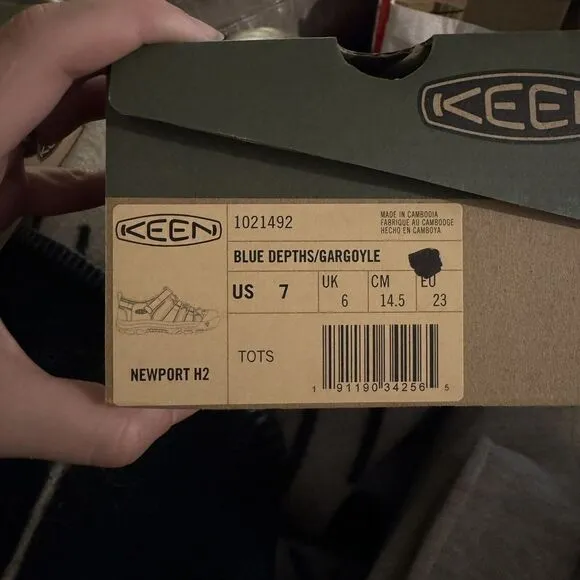 KEEN
KEEN
1021492
MADE IN CAMBODIA
FABRIQUE AU CAMBODGE
HECHO EN CAMBOYA
BLUE DEPTHS/GARGOYLE
US 7
UK 6
CM 14.5
EU 23
TOTS
NEWPORT H2
1 91190 34256 5